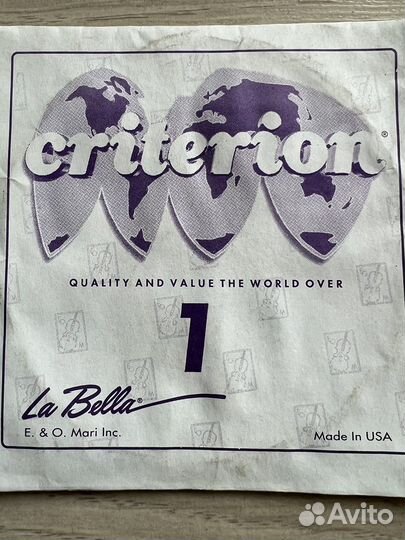 criterion®
QUALITY AND VALUE THE WORLD OVER
1
La Bella®
E. & O. Mari Inc.
Made In USA
Avito